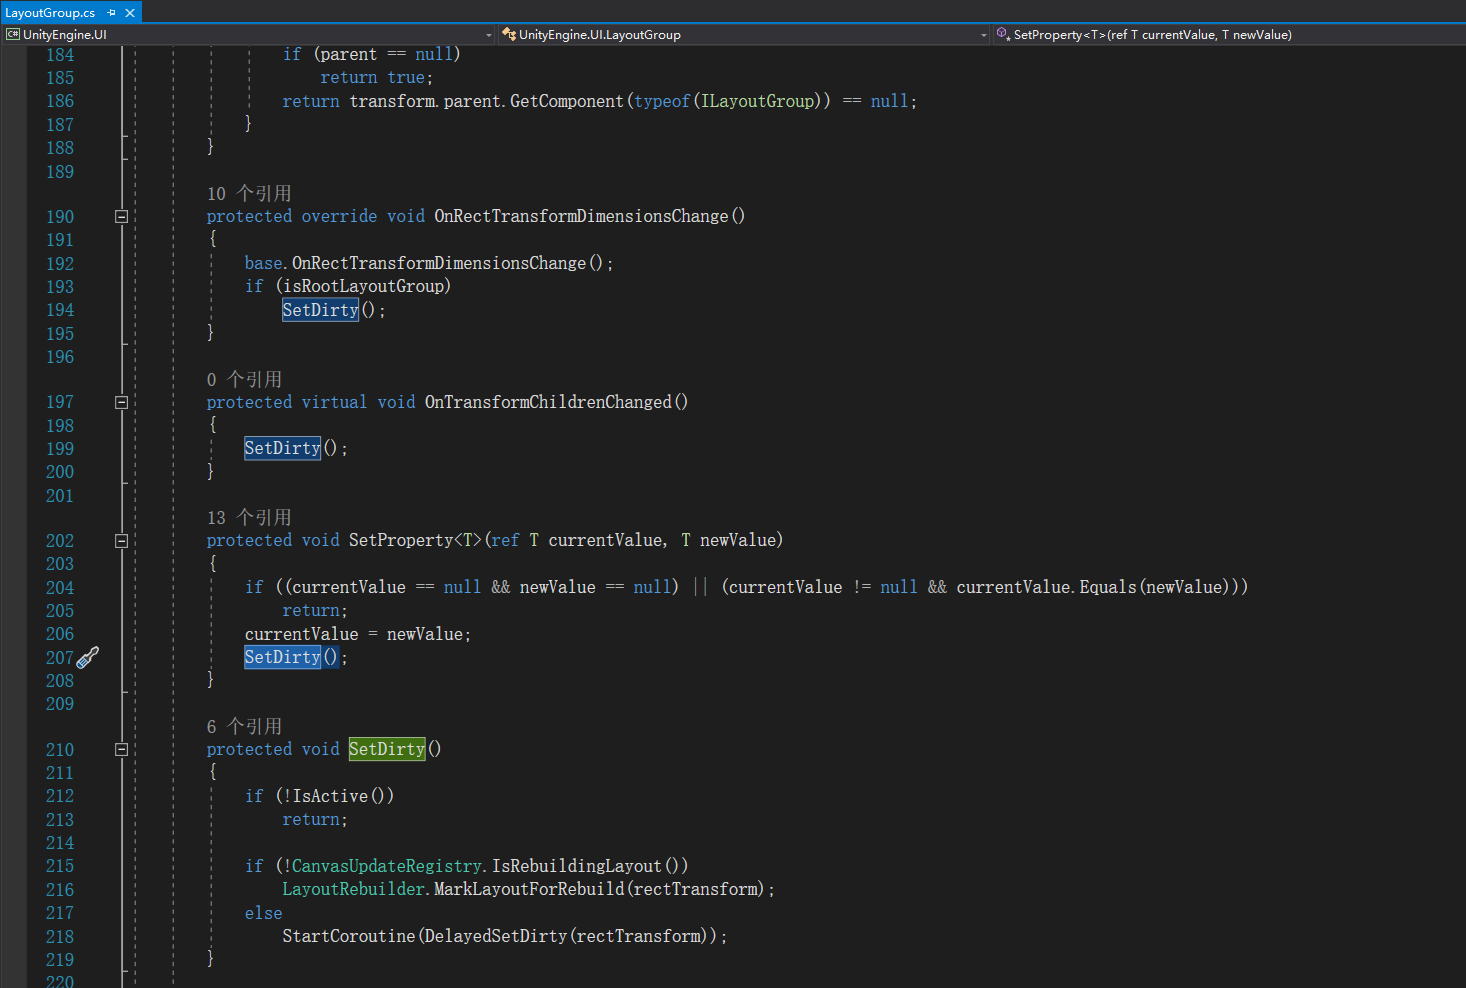 LayoutGroup.cs
UnityEngine.UI UnityEngine.UI.LayoutGroup SetProperty<T>(ref T currentValue, T newValue)
184 if (parent == null)
185 return true;
186 return transform.parent.GetComponent(typeof(ILayoutGroup)) == null;
187 }
188 }
189
10 个引用
190 protected override void OnRectTransformDimensionsChange()
191 {
192 base.OnRectTransformDimensionsChange();
193 if (isRootLayoutGroup)
194 SetDirty();
195 }
196
0 个引用
197 protected virtual void OnTransformChildrenChanged()
198 {
199 SetDirty();
200 }
201
13 个引用
202 protected void SetProperty<T>(ref T currentValue, T newValue)
203 {
204 if ((currentValue == null && newValue == null) || (currentValue != null && currentValue.Equals(newValue)))
205 return;
206 currentValue = newValue;
207 SetDirty();
208 }
209
6 个引用
210 protected void SetDirty()
211 {
212 if (!IsActive())
213 return;
214
215 if (!CanvasUpdateRegistry.IsRebuildingLayout())
216 LayoutRebuilder.MarkLayoutForRebuild(rectTransform);
217 else
218 StartCoroutine(DelayedSetDirty(rectTransform));
219 }
220